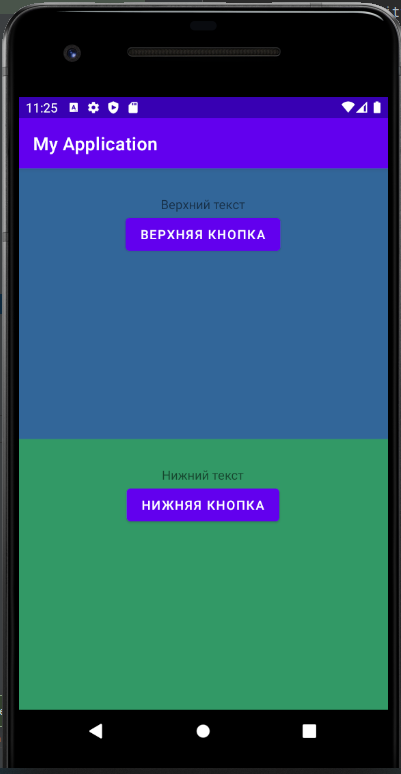 11:25
My Application
Верхний текст
ВЕРХНЯЯ КНОПКА
Нижний текст
НИЖНЯЯ КНОПКА